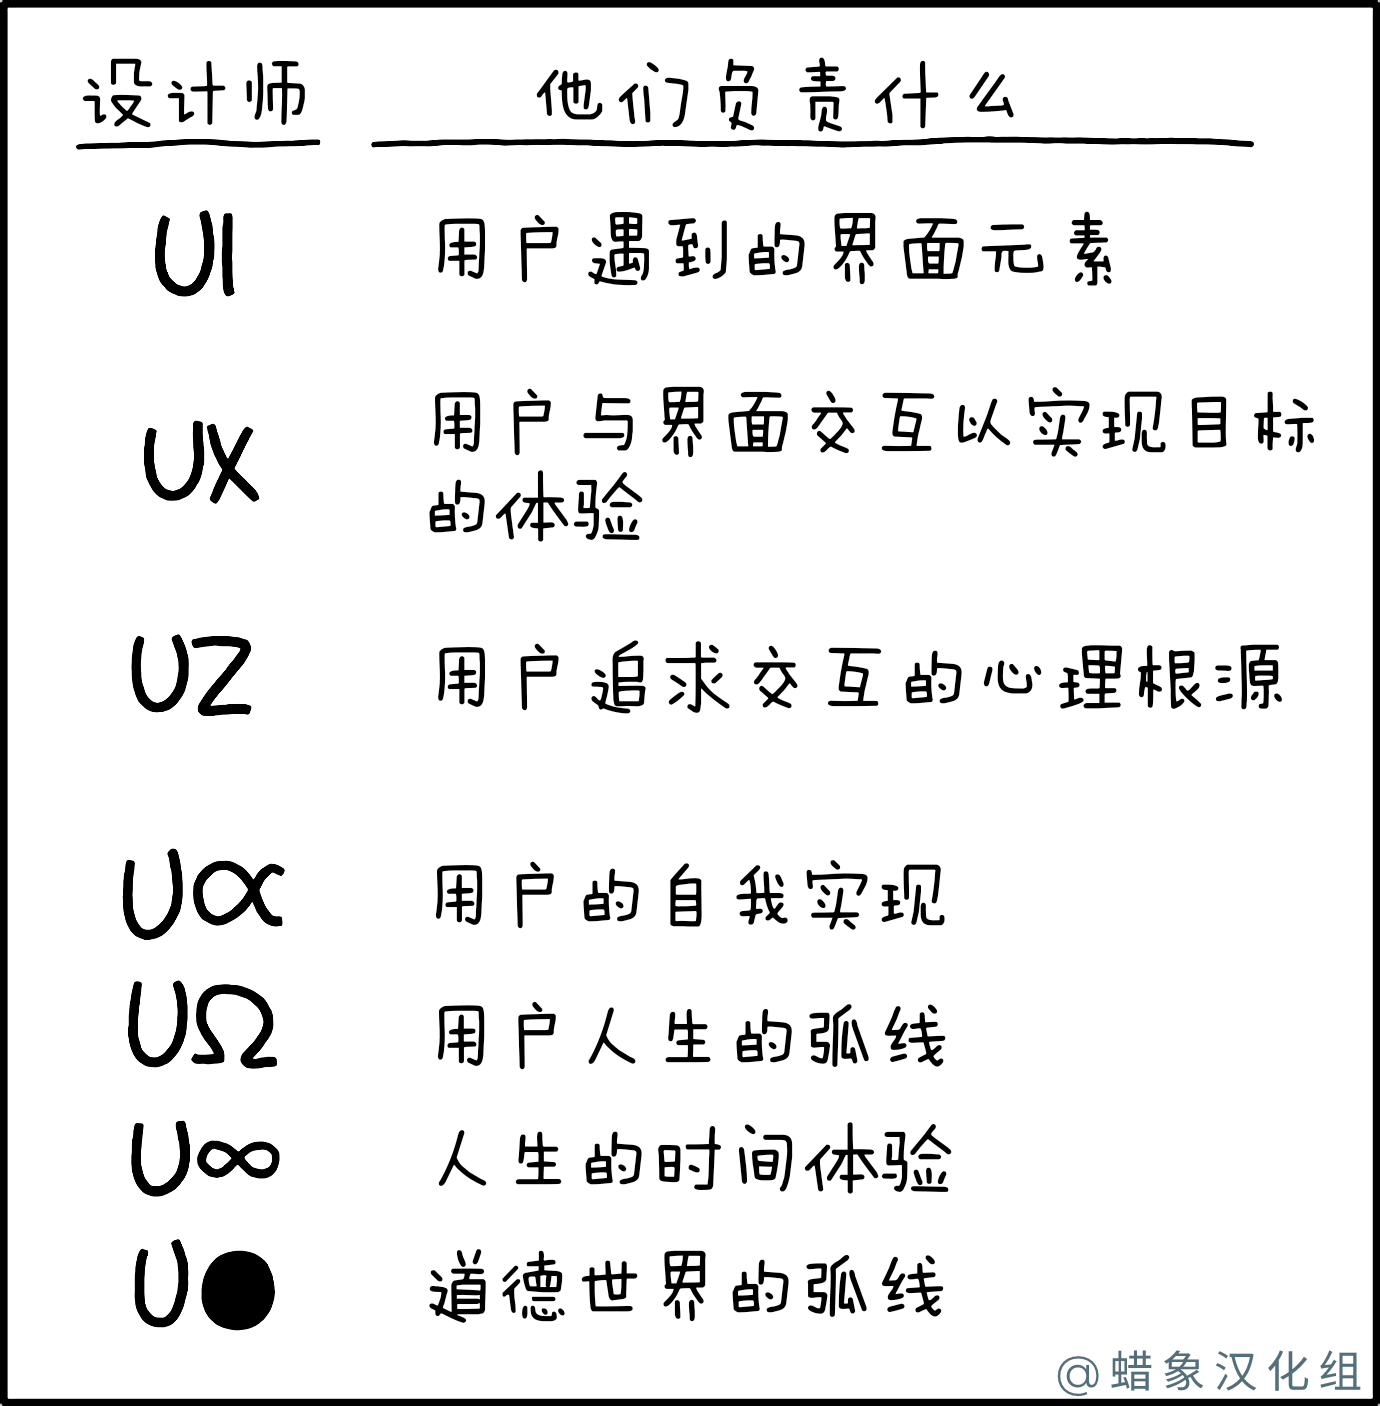 设计师 他们负责什么
UI 用户遇到的界面元素
UX 用户与界面交互以实现目标
的体验
UZ 用户追求交互的心理根源
U∝ 用户的自我实现
UΩ 用户人生的弧线
U∞ 人生的时间体验
U● 道德世界的弧线
@蜡象汉化组